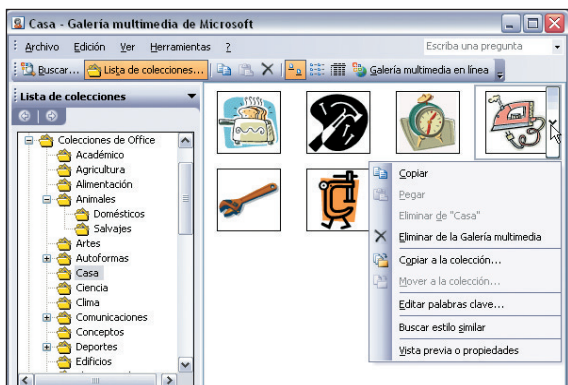 Casa - Galería multimedia de Microsoft
Archivo Edición Ver Herramientas ? Escriba una pregunta
Buscar... Lista de colecciones... Galería multimedia en línea
Lista de colecciones
Colecciones de Office
Académico
Agricultura
Alimentación
Animales
Domésticos
Salvajes
Artes
Autoformas
Casa
Ciencia
Clima
Comunicaciones
Conceptos
Deportes
Edificios
Copiar
Pegar
Eliminar de "Casa"
Eliminar de la Galería multimedia
Copiar a la colección...
Mover a la colección...
Editar palabras clave...
Buscar estilo similar
Vista previa o propiedades